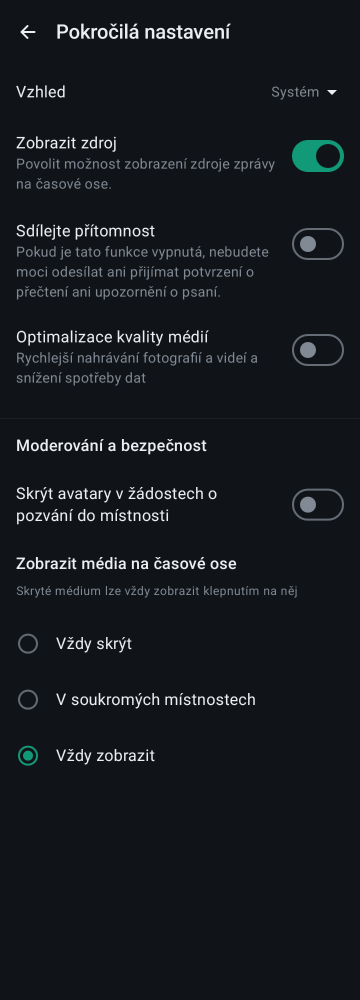 Pokročilá nastavení
Vzhled
Systém
Zobrazit zdroj
Povolit možnost zobrazení zdroje zprávy
na časové ose.
Sdílejte přítomnost
Pokud je tato funkce vypnutá, nebudete
moci odesílat ani přijímat potvrzení o
přečtení ani upozornění o psaní.
Optimalizace kvality médií
Rychlejší nahrávání fotografií a videí a
snížení spotřeby dat
Moderování a bezpečnost
Skrýt avatary v žádostech o
pozvání do místnosti
Zobrazit média na časové ose
Skryté médium lze vždy zobrazit klepnutím na něj
Vždy skrýt
V soukromých místnostech
Vždy zobrazit